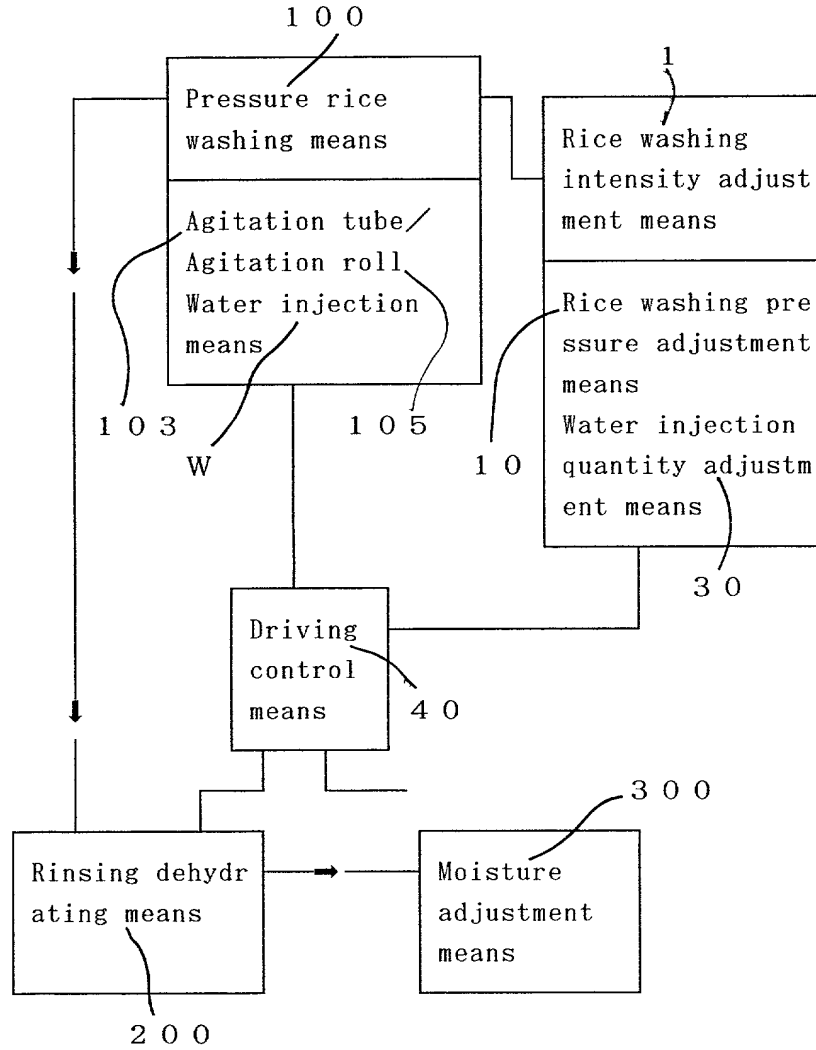 １００
Pressure rice
washing means
Agitation tube／
Agitation roll
Water injection
means
１０３
W
１０５
1
Rice washing
intensity adjust
ment means
Rice washing pre
ssure adjustment
means
Water injection
quantity adjustm
ent means
１０
３０
Driving
control
means
４０
Rinsing dehydr
ating means
２００
３００
Moisture
adjustment
means